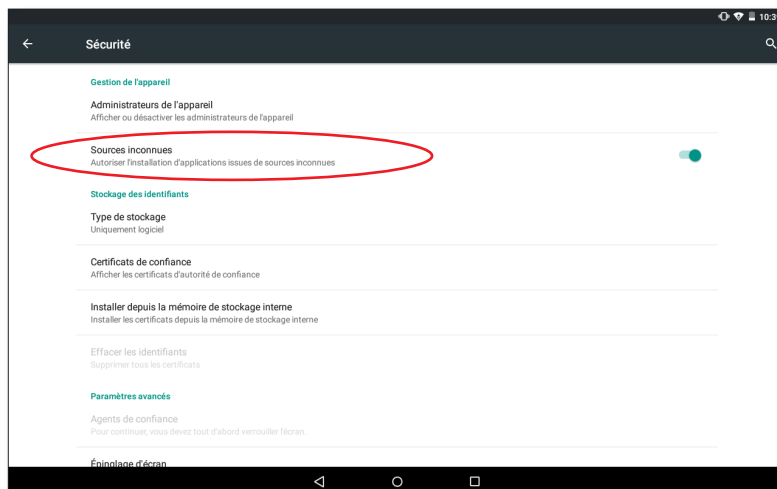 10:3
Sécurité
Gestion de l'appareil
Administrateurs de l'appareil
Afficher ou désactiver les administrateurs de l'appareil
Sources inconnues
Autoriser l'installation d'applications issues de sources inconnues
Stockage des identifiants
Type de stockage
Uniquement logiciel
Certificats de confiance
Afficher les certificats d'autorité de confiance
Installer depuis la mémoire de stockage interne
Installer les certificats depuis la mémoire de stockage interne
Effacer les identifiants
Supprimer tous les certificats
Paramètres avancés
Agents de confiance
Pour continuer, vous devez tout d'abord verrouiller l'écran.
Épinglage d'écran